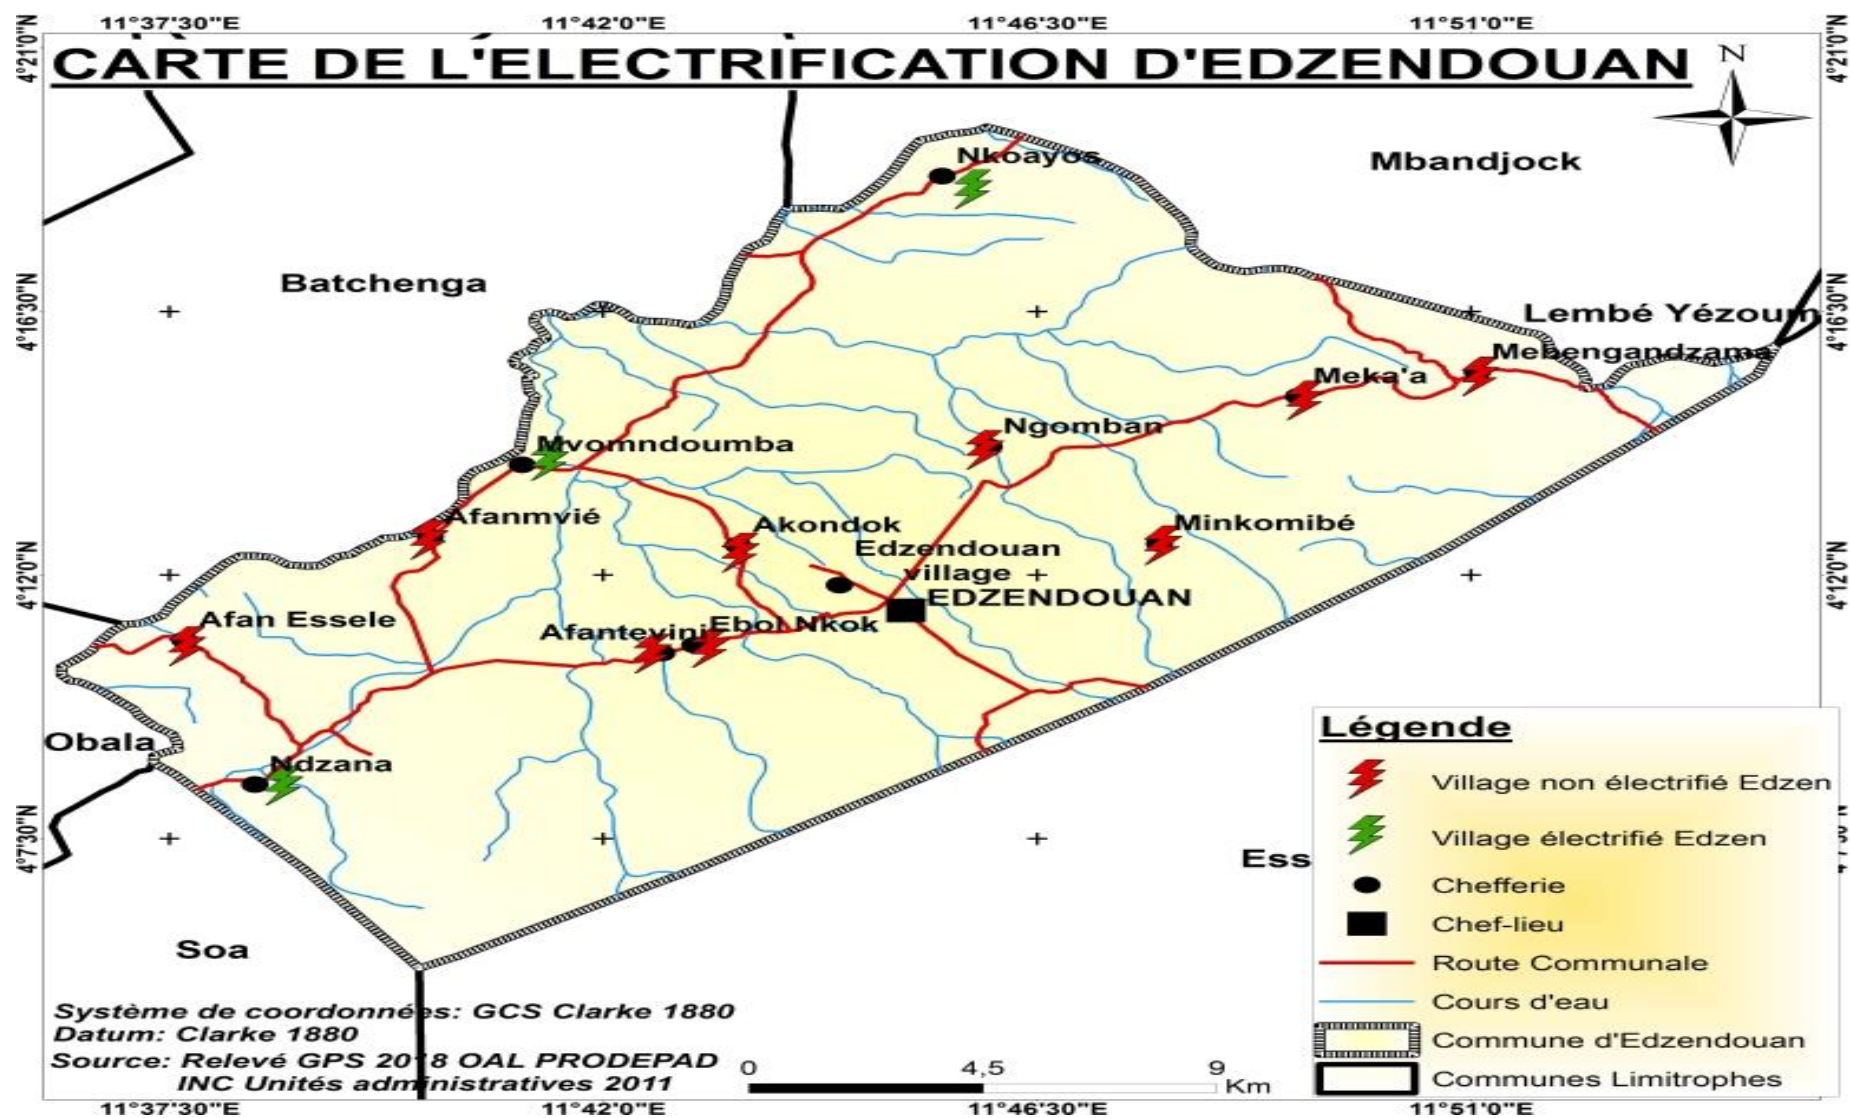 11°37'30"E 11°42'0"E 11°46'30"E 11°51'0"E
4°21'0"N 4°21'0"N
CARTE DE L'ELECTRIFICATION D'EDZENDOUAN
N
Nkoayos
Mbandjock
Batchenga
4°16'30"N 4°16'30"N
Lembé Yézoum
Mebengandzama
Meka'a
Ngomban
Mvomndoumba
Afanmvié
Akondok
Minkomibé
Edzendouan
village
4°12'0"N 4°12'0"N
EDZENDOUAN
Afan Essele
Afantevini
Ebol Nkok
Obala
Ndzana
4°7'30"N
Ess
Soa
Légende
Village non électrifié Edzen
Village électrifié Edzen
Chefferie
Chef-lieu
Route Communale
Cours d'eau
Commune d'Edzendouan
Communes Limitrophes
Système de coordonnées: GCS Clarke 1880
Datum: Clarke 1880
Source: Relevé GPS 2018 OAL PRODEPAD
INC Unités administratives 2011
0 4,5 9
Km
11°37'30"E 11°42'0"E 11°46'30"E 11°51'0"E